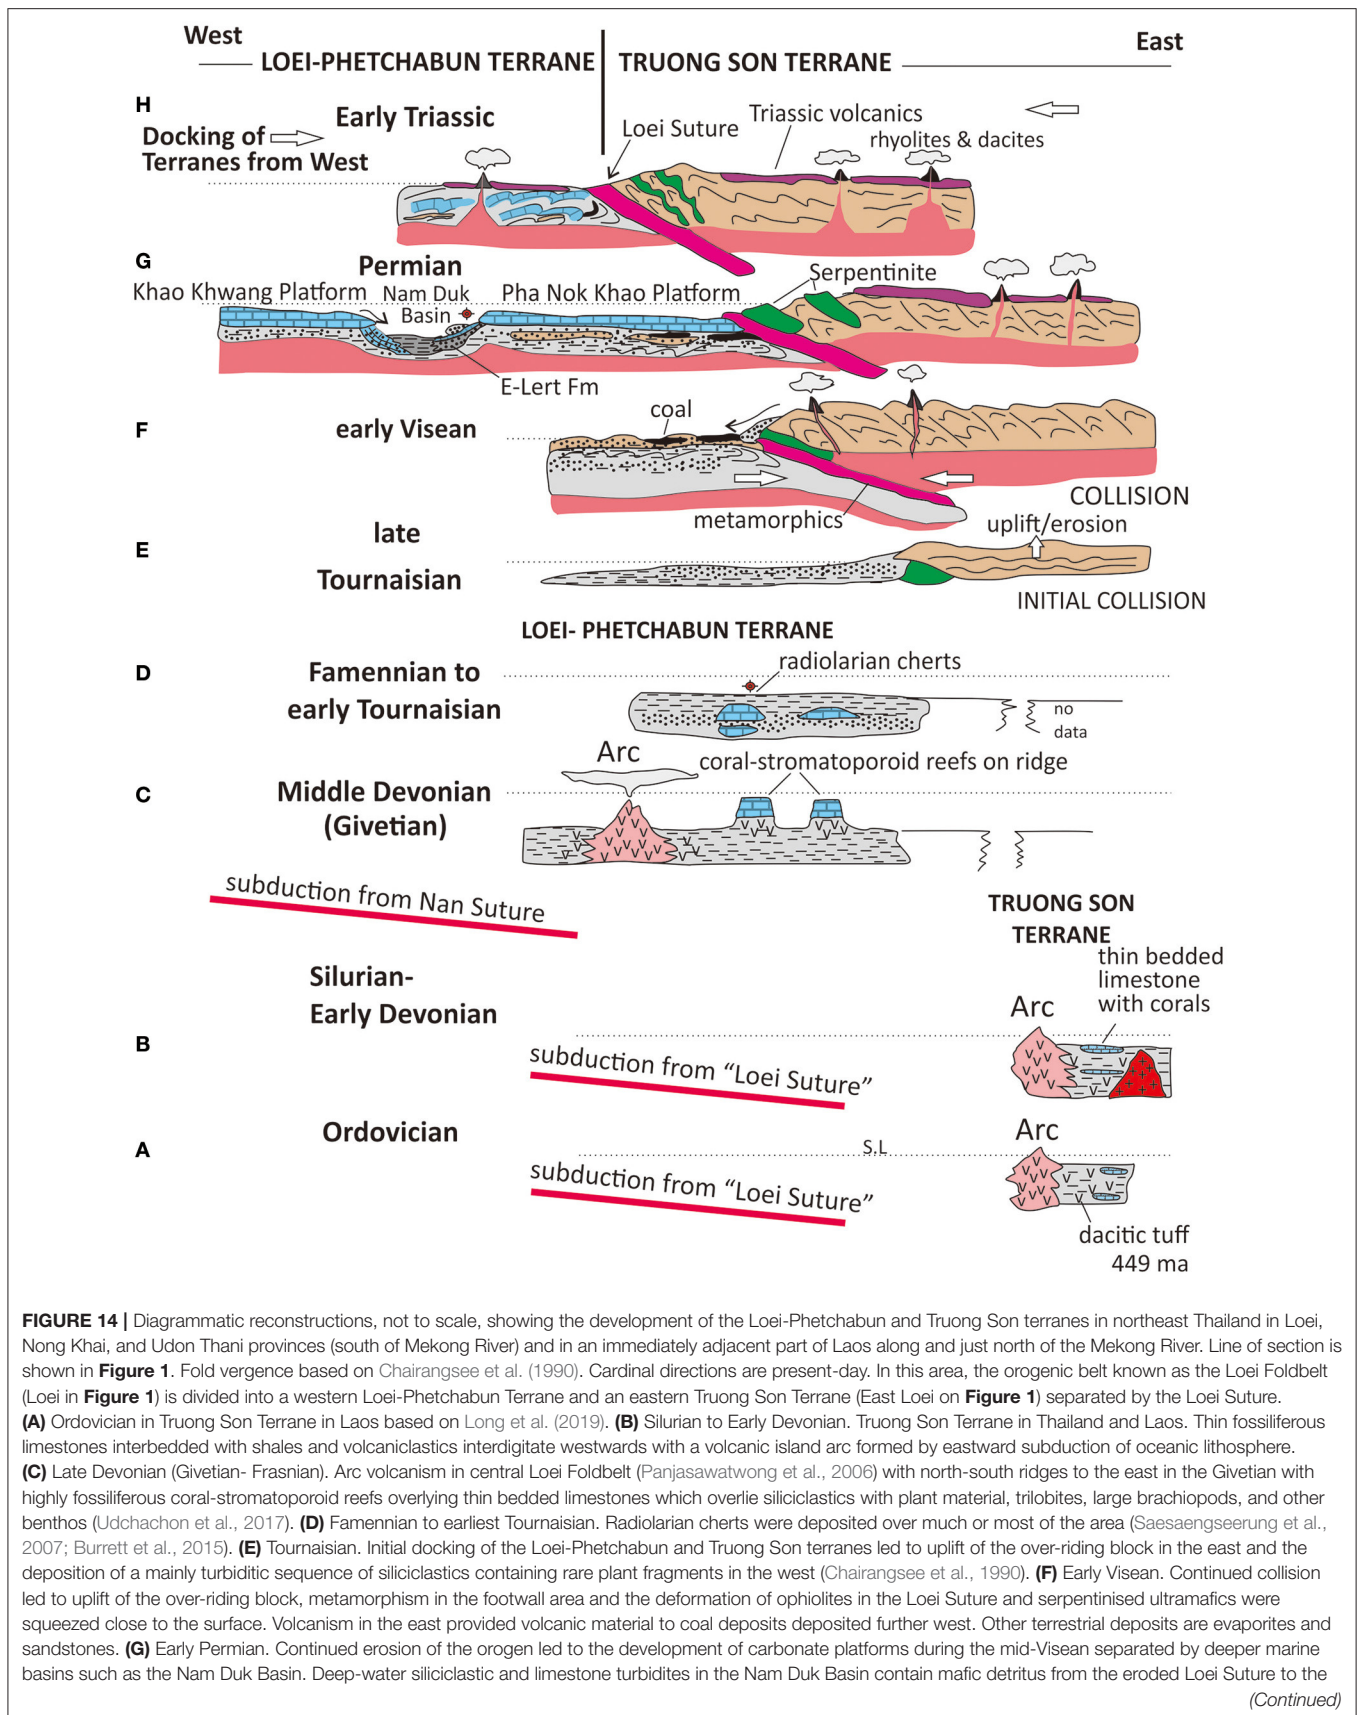 West
East
LOEI-PHETCHABUN TERRANE
TRUONG SON TERRANE
H
Early Triassic
Docking of
Terranes from West
Loei Suture
Triassic volcanics
rhyolites & dacites
G
Permian
Khao Khwang Platform
Nam Duk
Basin
Pha Nok Khao Platform
Serpentinite
E-Lert Fm
F
early Visean
coal
metamorphics
COLLISION
uplift/erosion
E
late
Tournaisian
INITIAL COLLISION
LOEI- PHETCHABUN TERRANE
D
Famennian to
early Tournaisian
radiolarian cherts
no
data
Arc
coral-stromatoporoid reefs on ridge
C
Middle Devonian
(Givetian)
subduction from Nan Suture
TRUONG SON
TERRANE
thin bedded
limestone
with corals
Silurian-
Early Devonian
Arc
B
subduction from “Loei Suture”
Ordovician
Arc
A
S.L
subduction from “Loei Suture”
dacitic tuff
449 ma
FIGURE 14 | Diagrammatic reconstructions, not to scale, showing the development of the Loei-Phetchabun and Truong Son terranes in northeast Thailand in Loei,
Nong Khai, and Udon Thani provinces (south of Mekong River) and in an immediately adjacent part of Laos along and just north of the Mekong River. Line of section is
shown in Figure 1. Fold vergence based on Chairangsee et al. (1990). Cardinal directions are present-day. In this area, the orogenic belt known as the Loei Foldbelt
(Loei in Figure 1) is divided into a western Loei-Phetchabun Terrane and an eastern Truong Son Terrane (East Loei on Figure 1) separated by the Loei Suture.
(A) Ordovician in Truong Son Terrane in Laos based on Long et al. (2019). (B) Silurian to Early Devonian. Truong Son Terrane in Thailand and Laos. Thin fossiliferous
limestones interbedded with shales and volcaniclastics interdigitate westwards with a volcanic island arc formed by eastward subduction of oceanic lithosphere.
(C) Late Devonian (Givetian- Frasnian). Arc volcanism in central Loei Foldbelt (Panjasawatwong et al., 2006) with north-south ridges to the east in the Givetian with
highly fossiliferous coral-stromatoporoid reefs overlying thin bedded limestones which overlie siliciclastics with plant material, trilobites, large brachiopods, and other
benthos (Udchachon et al., 2017). (D) Famennian to earliest Tournaisian. Radiolarian cherts were deposited over much or most of the area (Saesaengseerung et al.,
2007; Burrett et al., 2015). (E) Tournaisian. Initial docking of the Loei-Phetchabun and Truong Son terranes led to uplift of the over-riding block in the east and the
deposition of a mainly turbiditic sequence of siliciclastics containing rare plant fragments in the west (Chairangsee et al., 1990). (F) Early Visean. Continued collision
led to uplift of the over-riding block, metamorphism in the footwall area and the deformation of ophiolites in the Loei Suture and serpentinised ultramafics were
squeezed close to the surface. Volcanism in the east provided volcanic material to coal deposits deposited further west. Other terrestrial deposits are evaporites and
sandstones. (G) Early Permian. Continued erosion of the orogen led to the development of carbonate platforms during the mid-Visean separated by deeper marine
basins such as the Nam Duk Basin. Deep-water siliciclastic and limestone turbidites in the Nam Duk Basin contain mafic detritus from the eroded Loei Suture to the
(Continued)